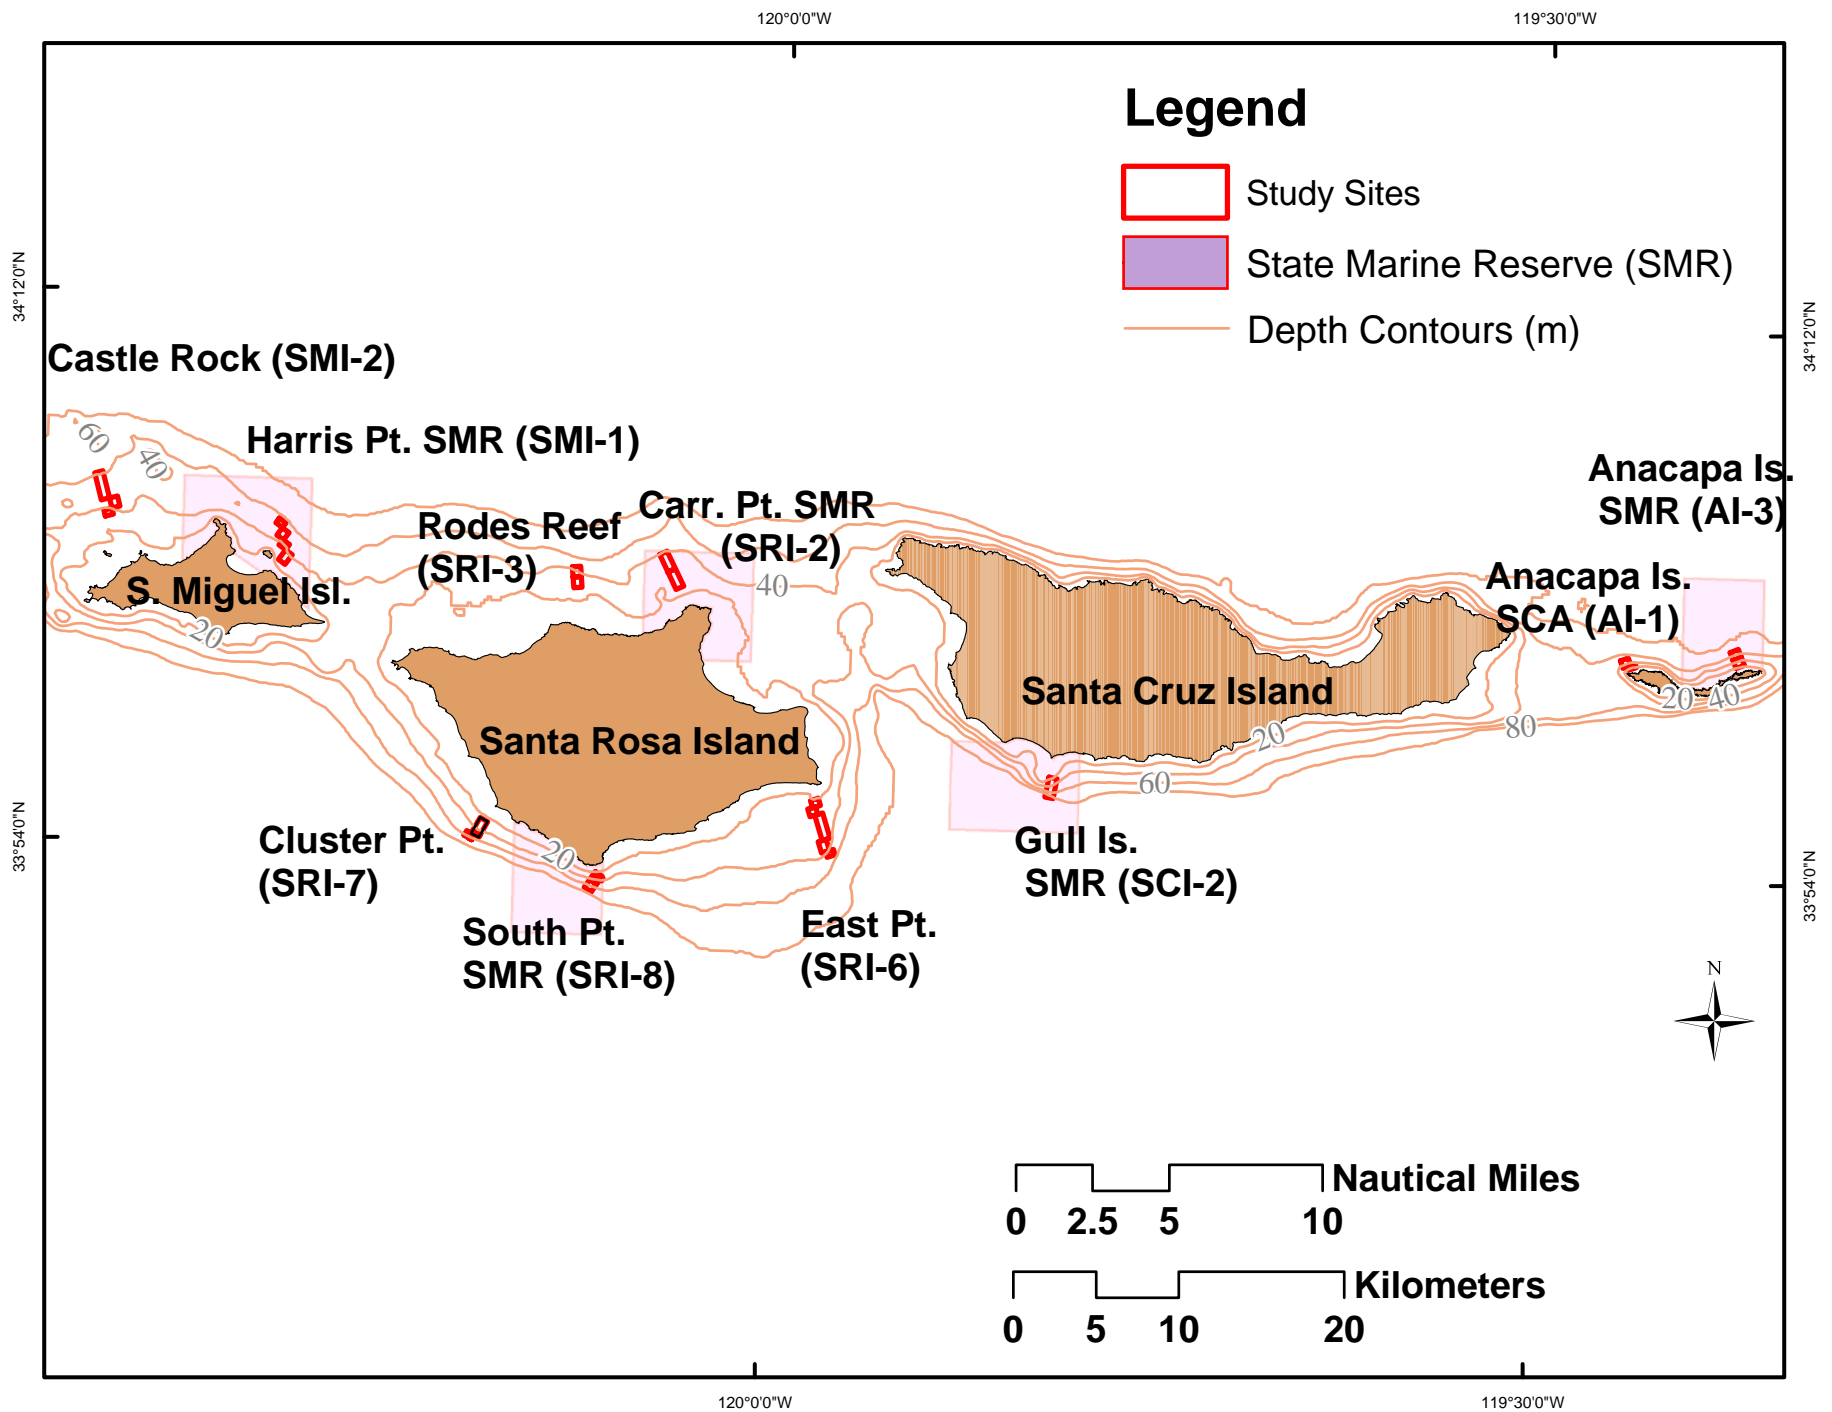 120°0'0"W
119°30'0"W
Legend
Study Sites
State Marine Reserve (SMR)
Depth Contours (m)
34°12'0"N
34°12'0"N
Castle Rock (SMI-2)
60
40
Harris Pt. SMR (SMI-1)
Anacapa Is.
SMR (AI-3)
Carr. Pt. SMR
(SRI-2)
Rodes Reef
(SRI-3)
40
Anacapa Is.
SCA (AI-1)
S. Miguel Isl.
20
Santa Cruz Island
20
40
80
20
60
Santa Rosa Island
Cluster Pt.
(SRI-7)
20
Gull Is.
SMR (SCI-2)
33°54'0"N
33°54'0"N
South Pt.
SMR (SRI-8)
East Pt.
(SRI-6)
N
Nautical Miles
0 2.5 5 10
Kilometers
0 5 10 20
120°0'0"W
119°30'0"W